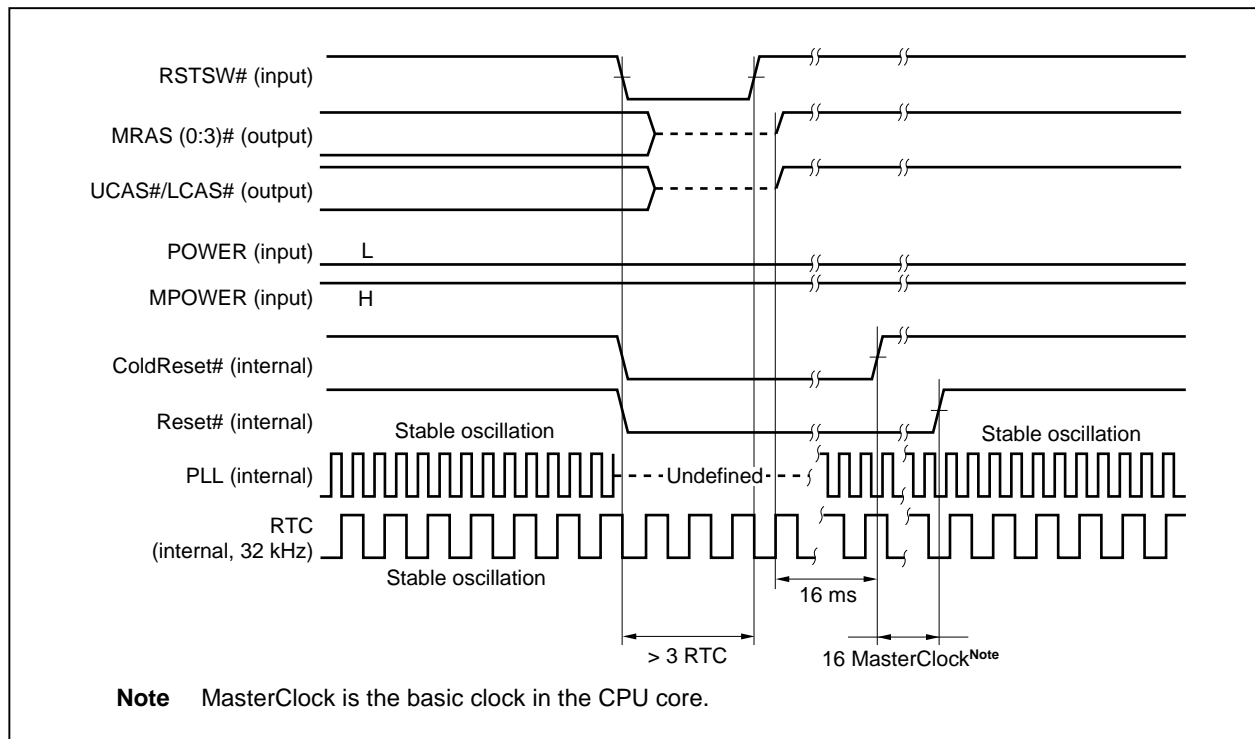 RSTSW# (input)
MRAS (0:3)# (output)
UCAS#/LCAS# (output)
POWER (input)
L
MPOWER (input)
H
ColdReset# (internal)
Reset# (internal)
Stable oscillation
Stable oscillation
PLL (internal)
Undefined
RTC
(internal, 32 kHz)
Stable oscillation
16 ms
> 3 RTC
16 MasterClockNote
Note MasterClock is the basic clock in the CPU core.